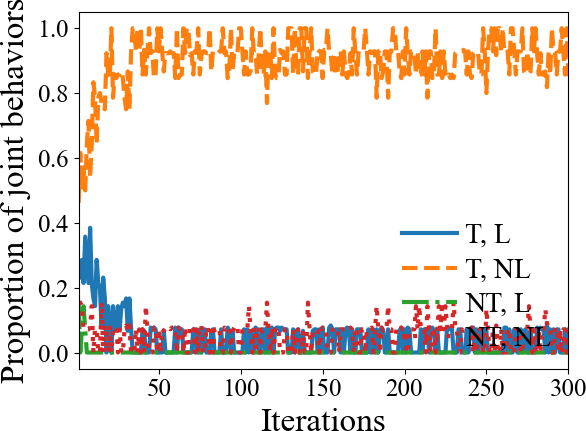 Proportion of joint behaviors
1.0
0.8
0.6
0.4
0.2
0.0
T, L
T, NL
NT, L
NT, NL
50 100 150 200 250 300
Iterations